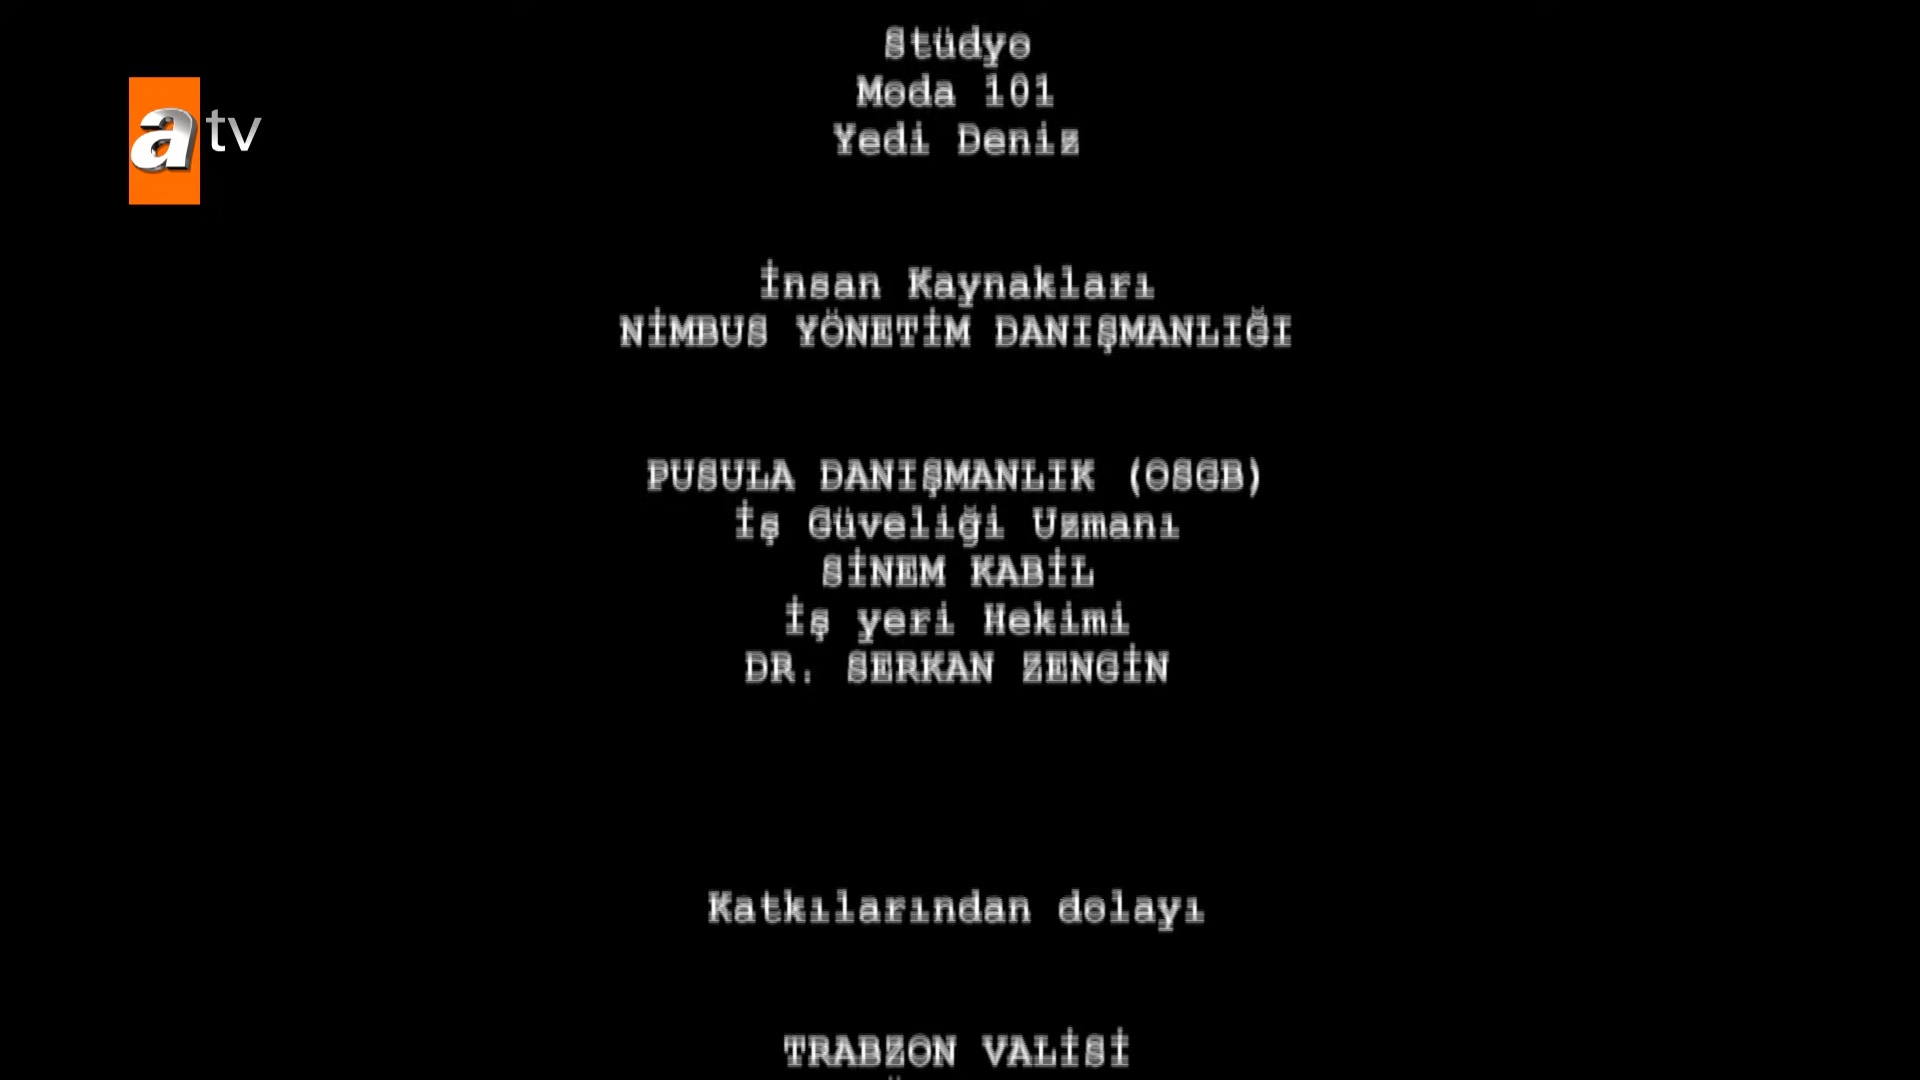 Stüdyo
Moda 101
Yedi Deniz
atv
İnsan Kaynakları
NİMBUS YÖNETİM DANIŞMANLIĞI
PUSULA DANIŞMANLIK (OSGB)
İş Güveliği Uzmanı
SİNEM KABİL
İş yeri Hekimi
DR. SERKAN ZENGİN
Katkılarından dolayı
TRABZON VALİSİ